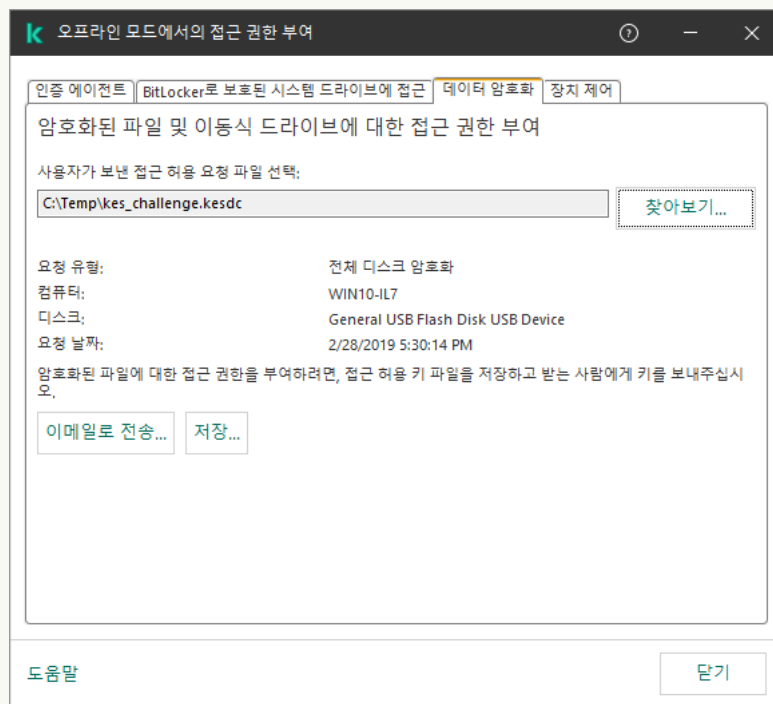 오프라인 모드에서의 접근 권한 부여
인증 에이전트 BitLocker로 보호된 시스템 드라이브에 접근 데이터 암호화 장치 제어
암호화된 파일 및 이동식 드라이브에 대한 접근 권한 부여
사용자가 보낸 접근 허용 요청 파일 선택:
C:\Temp\kes_challenge.kesdc 찾아보기...
요청 유형: 전체 디스크 암호화
컴퓨터: WIN10-IL7
디스크: General USB Flash Disk USB Device
요청 날짜: 2/28/2019 5:30:14 PM
암호화된 파일에 대한 접근 권한을 부여하려면, 접근 허용 키 파일을 저장하고 받는 사람에게 키를 보내주십시
오.
이메일로 전송... 저장...
도움말 닫기